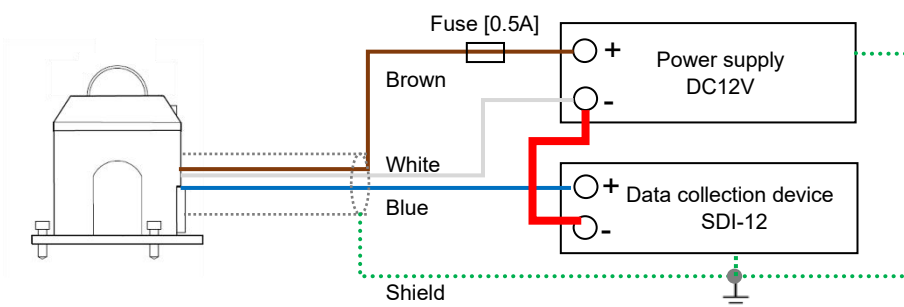 Fuse [0.5A]
+
Power supply
DC12V
-
Brown
White
Blue
+
Data collection device
SDI-12
-
Shield